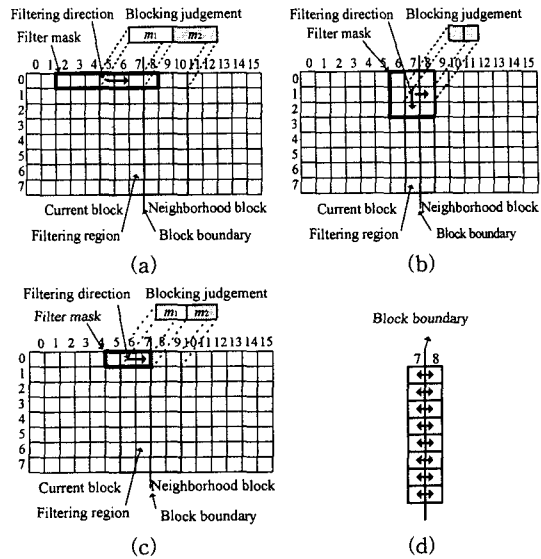 Filtering direction Blocking judgement
Filter mask m₁ m₂
0 1 2 3 4 5 6 7 8 9 10 11 12 13 14 15
0
1
2
3
4
5
6
7
Current block Neighborhood block
Filtering region Block boundary
(a)
Filtering direction Blocking judgement
Filter mask
0 1 2 3 4 5 6 7 8 9 10 11 12 13 14 15
0
1
2
3
4
5
6
7
Current block Neighborhood block
Filtering region Block boundary
(b)
Filtering direction Blocking judgement
Filter mask m₁ m₂
0 1 2 3 4 5 6 7 8 9 10 11 12 13 14 15
0
1
2
3
4
5
6
7
Current block Neighborhood block
Filtering region Block boundary
(c)
Block boundary
7 8
(d)